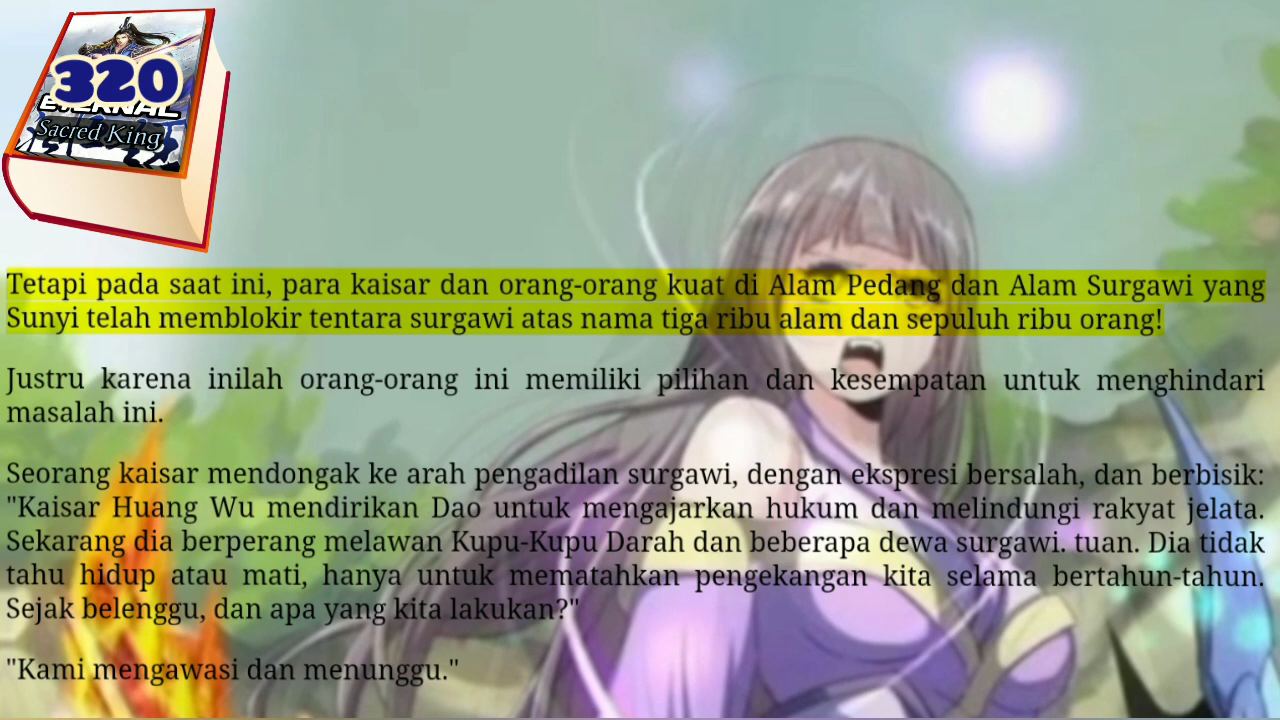 320
ETERNAL
Sacred King
Tetapi pada saat ini, para kaisar dan orang-orang kuat di Alam Pedang dan Alam Surgawi yang
Sunyi telah memblokir tentara surgawi atas nama tiga ribu alam dan sepuluh ribu orang!
Justru karena inilah orang-orang ini memiliki pilihan dan kesempatan untuk menghindari
masalah ini.
Seorang kaisar mendongak ke arah pengadilan surgawi, dengan ekspresi bersalah, dan berbisik:
"Kaisar Huang Wu mendirikan Dao untuk mengajarkan hukum dan melindungi rakyat jelata.
Sekarang dia berperang melawan Kupu-Kupu Darah dan beberapa dewa surgawi. tuan. Dia tidak
tahu hidup atau mati, hanya untuk mematahkan pengekangan kita selama bertahun-tahun.
Sejak belenggu, dan apa yang kita lakukan?"
"Kami mengawasi dan menunggu."